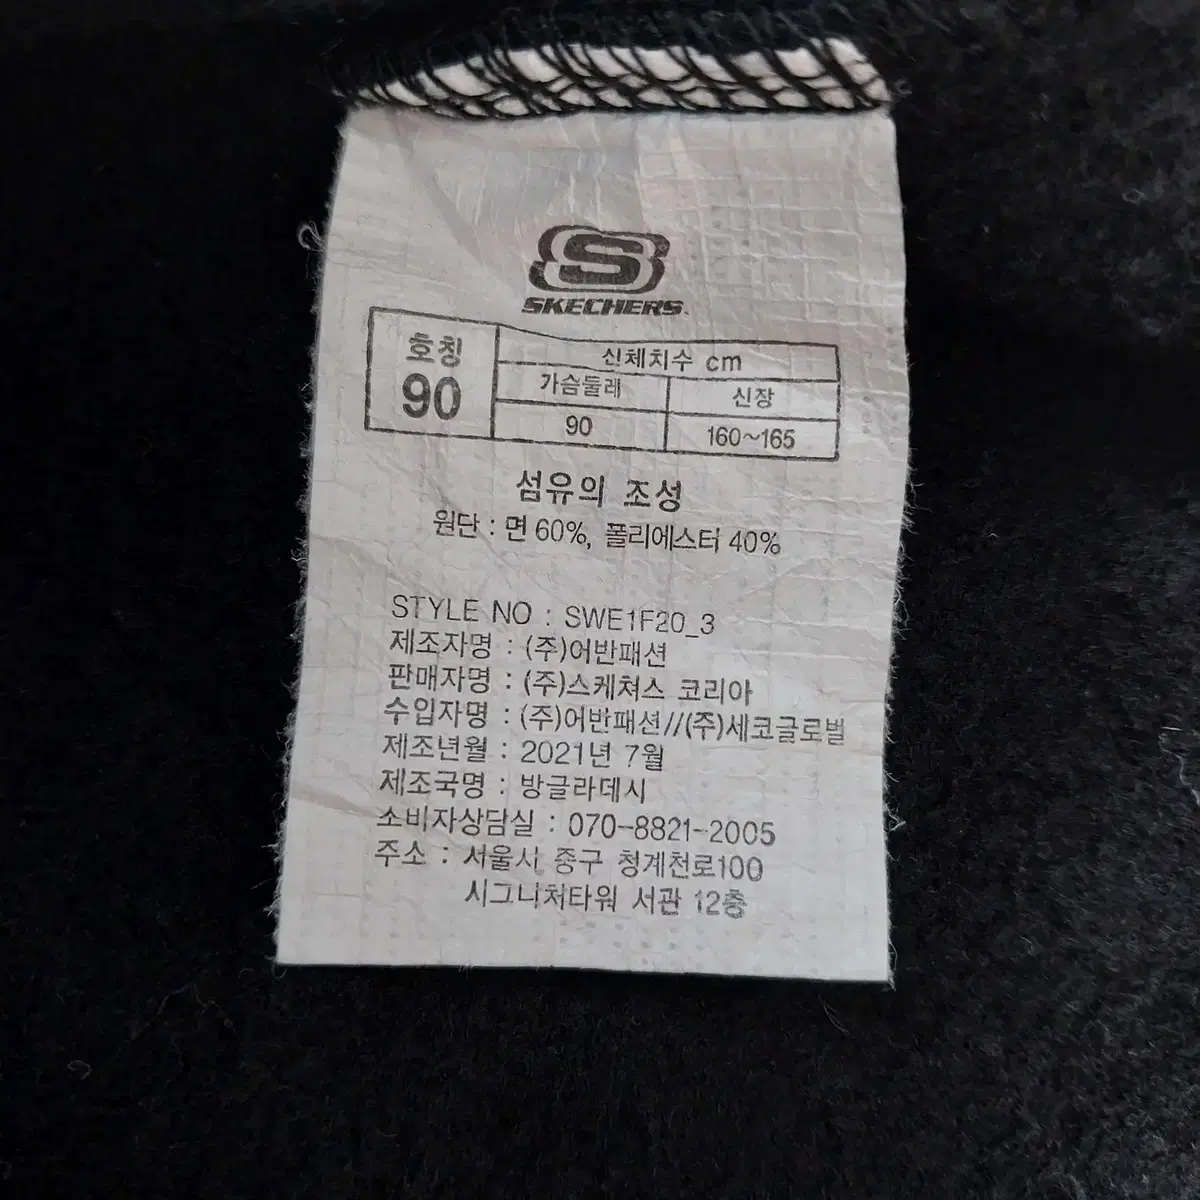 S
SKECHERS
호칭
90
신체치수 cm
가슴둘레 신장
90 160~165
섬유의 조성
원단 : 면 60%, 폴리에스터 40%
STYLE NO : SWE1F20_3
제조자명 : (주)어반패션
판매자명 : (주)스케쳐스 코리아
수입자명 : (주)어반패션//(주)세코글로벌
제조년월 : 2021년 7월
제조국명 : 방글라데시
소비자상담실 : 070-8821-2005
주소 : 서울시 중구 청계천로100
시그니처타워 서관 12층